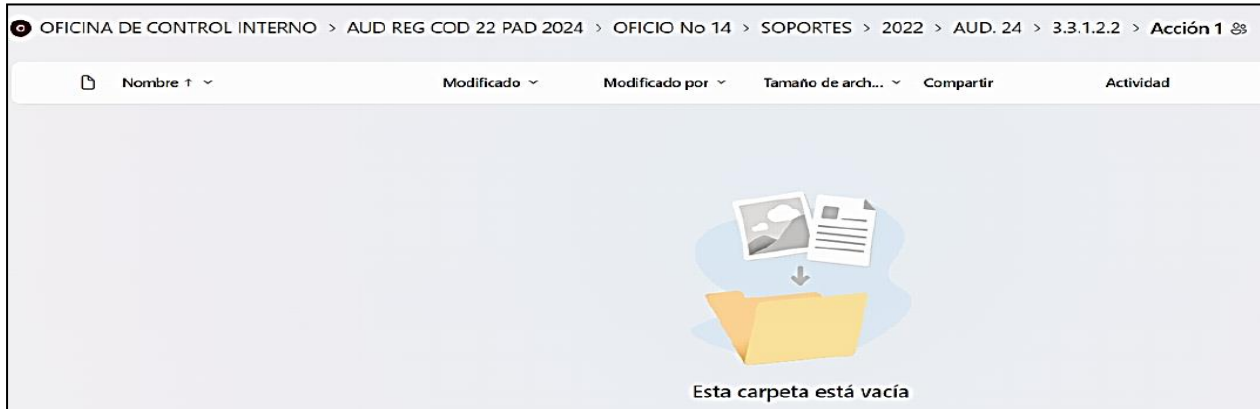 OFICINA DE CONTROL INTERNO > AUD REG COD 22 PAD 2024 > OFICIO No 14 > SOPORTES > 2022 > AUD. 24 > 3.3.1.2.2 > Acción 1
Nombre ↑ Modificado Modificado por Tamaño de arch... Compartir Actividad
Esta carpeta está vacía